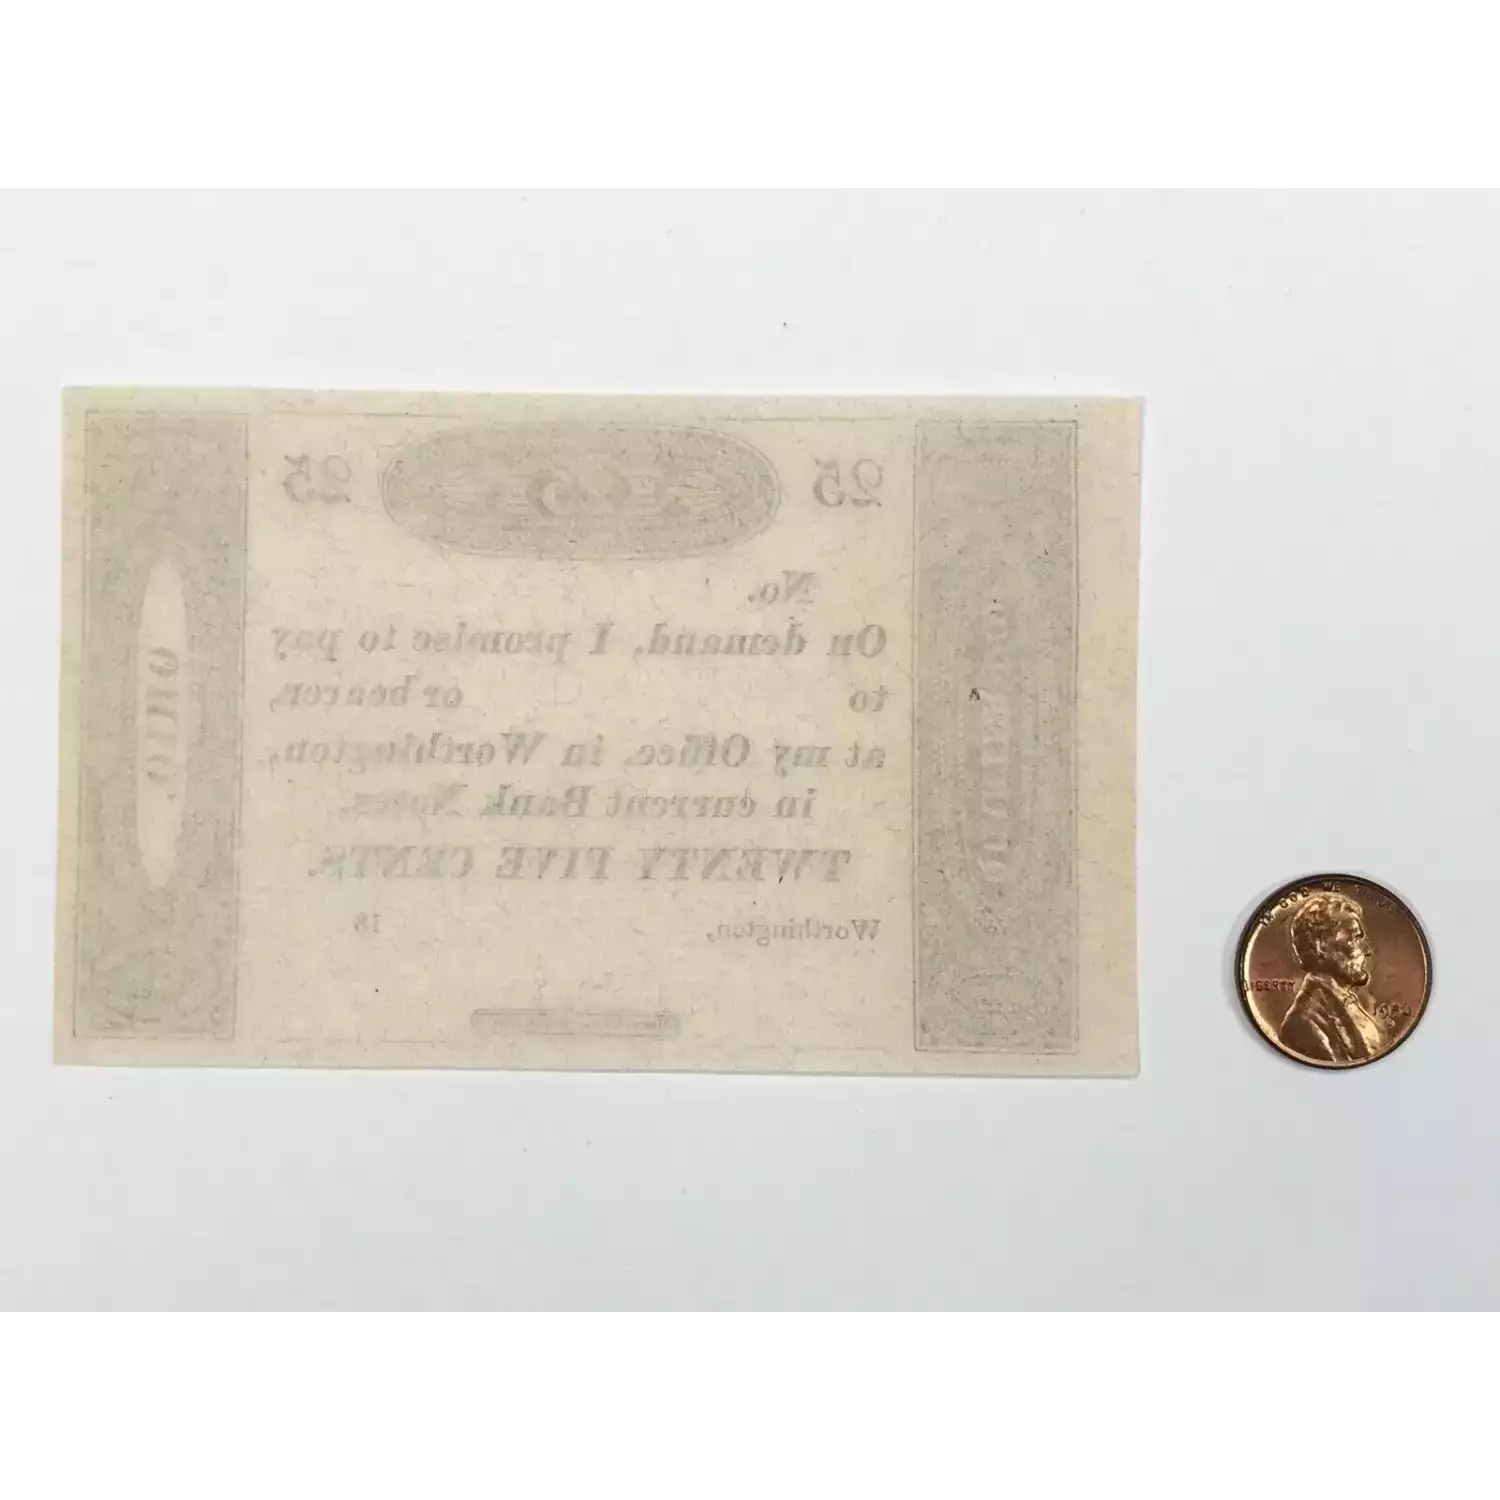 25 25 25
No.
On demand, I promise to pay
to or bearer,
at my Office, in Worthington,
in current Bank Notes,
TWENTY FIVE CENTS.
Worthington, 18
OHIO.
IN GOD WE TRUST
LIBERTY